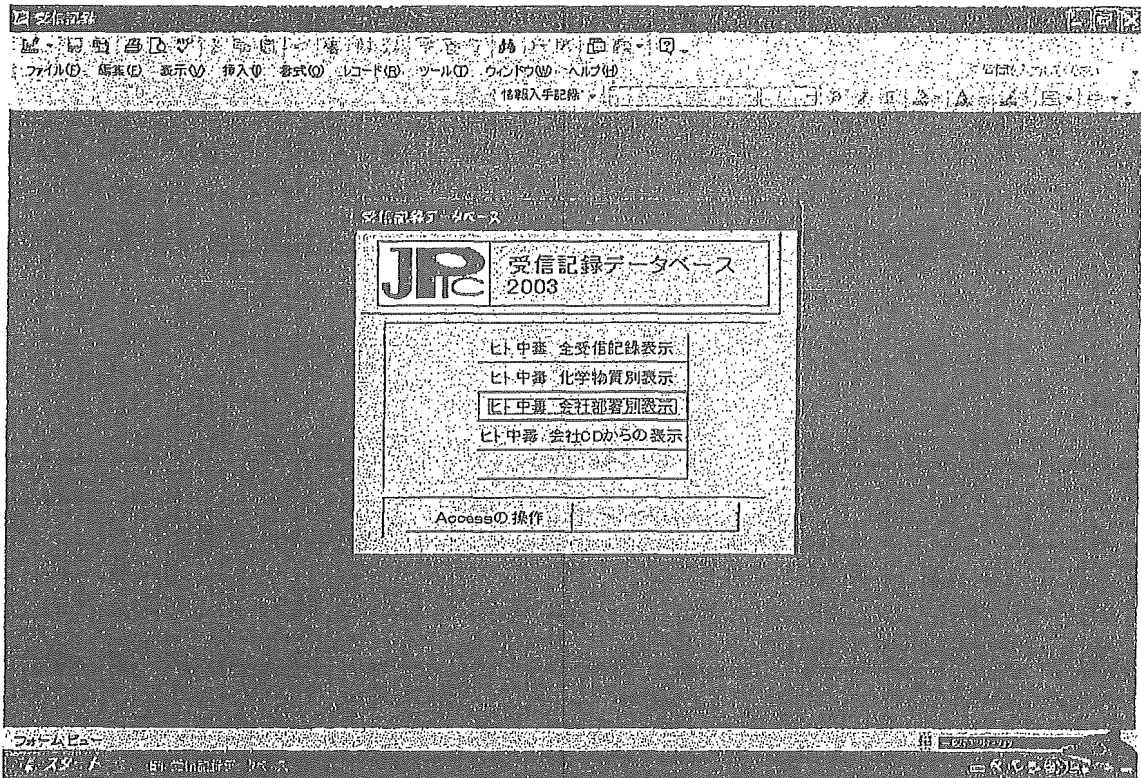 受信記録
ファイル(F) 編集(E) 表示(V) 挿入(I) 書式(O) レコード(R) ツール(T) ウィンドウ(W) ヘルプ(H)
情報入手記録
受信記録データベース
JPIC
受信記録データベース
2003
ヒト中毒 全受信記録表示
ヒト中毒 化学物質別表示
ヒト中毒 会社部署別表示
ヒト中毒 会社CDからの表示
Accessの操作
フォームビュー
スタート